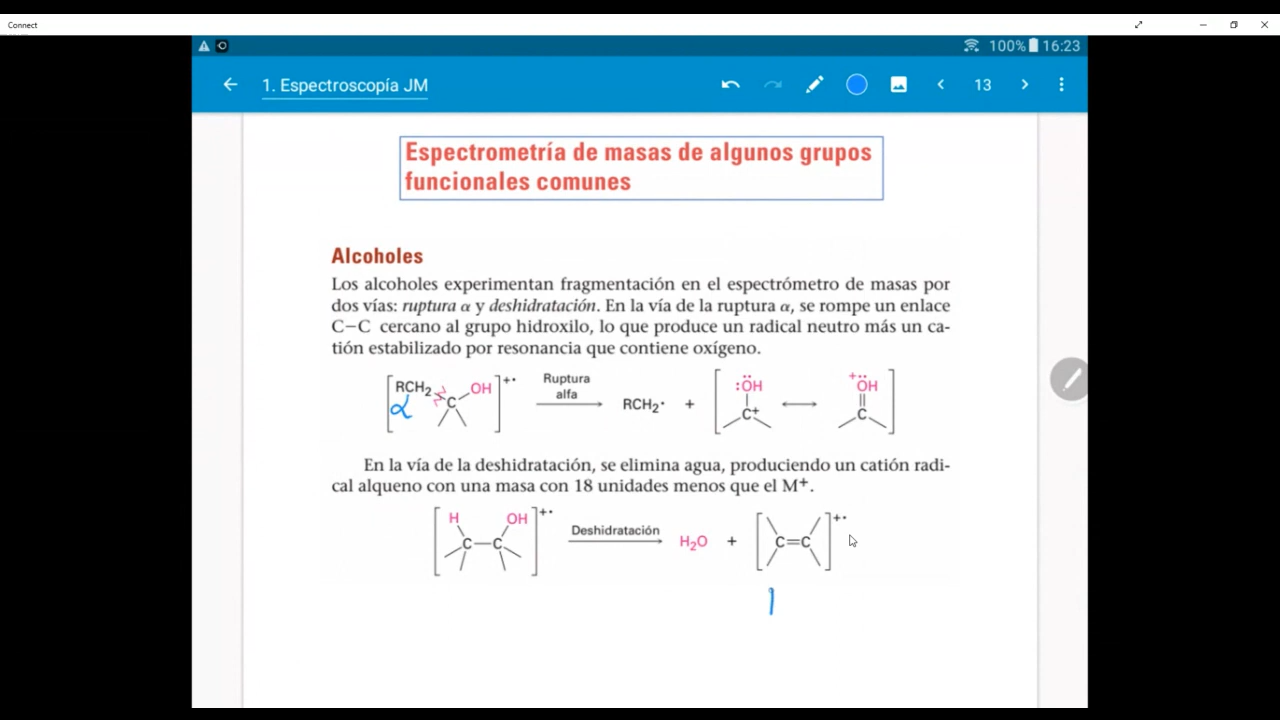 Connect
100% 16:23
1. Espectroscopía JM
13
Espectrometría de masas de algunos grupos
funcionales comunes
Alcoholes
Los alcoholes experimentan fragmentación en el espectrómetro de masas por
dos vías: ruptura α y deshidratación. En la vía de la ruptura α, se rompe un enlace
C−C cercano al grupo hidroxilo, lo que produce un radical neutro más un ca-
tión estabilizado por resonancia que contiene oxígeno.
[RCH₂ C OH]⁺• Ruptura alfa RCH₂• + [:ÖH C⁺ ⟷ ⁺ÖH C]
α
En la vía de la deshidratación, se elimina agua, produciendo un catión radi-
cal alqueno con una masa con 18 unidades menos que el M⁺.
[H OH C−C]⁺• Deshidratación H₂O + [C=C]⁺•